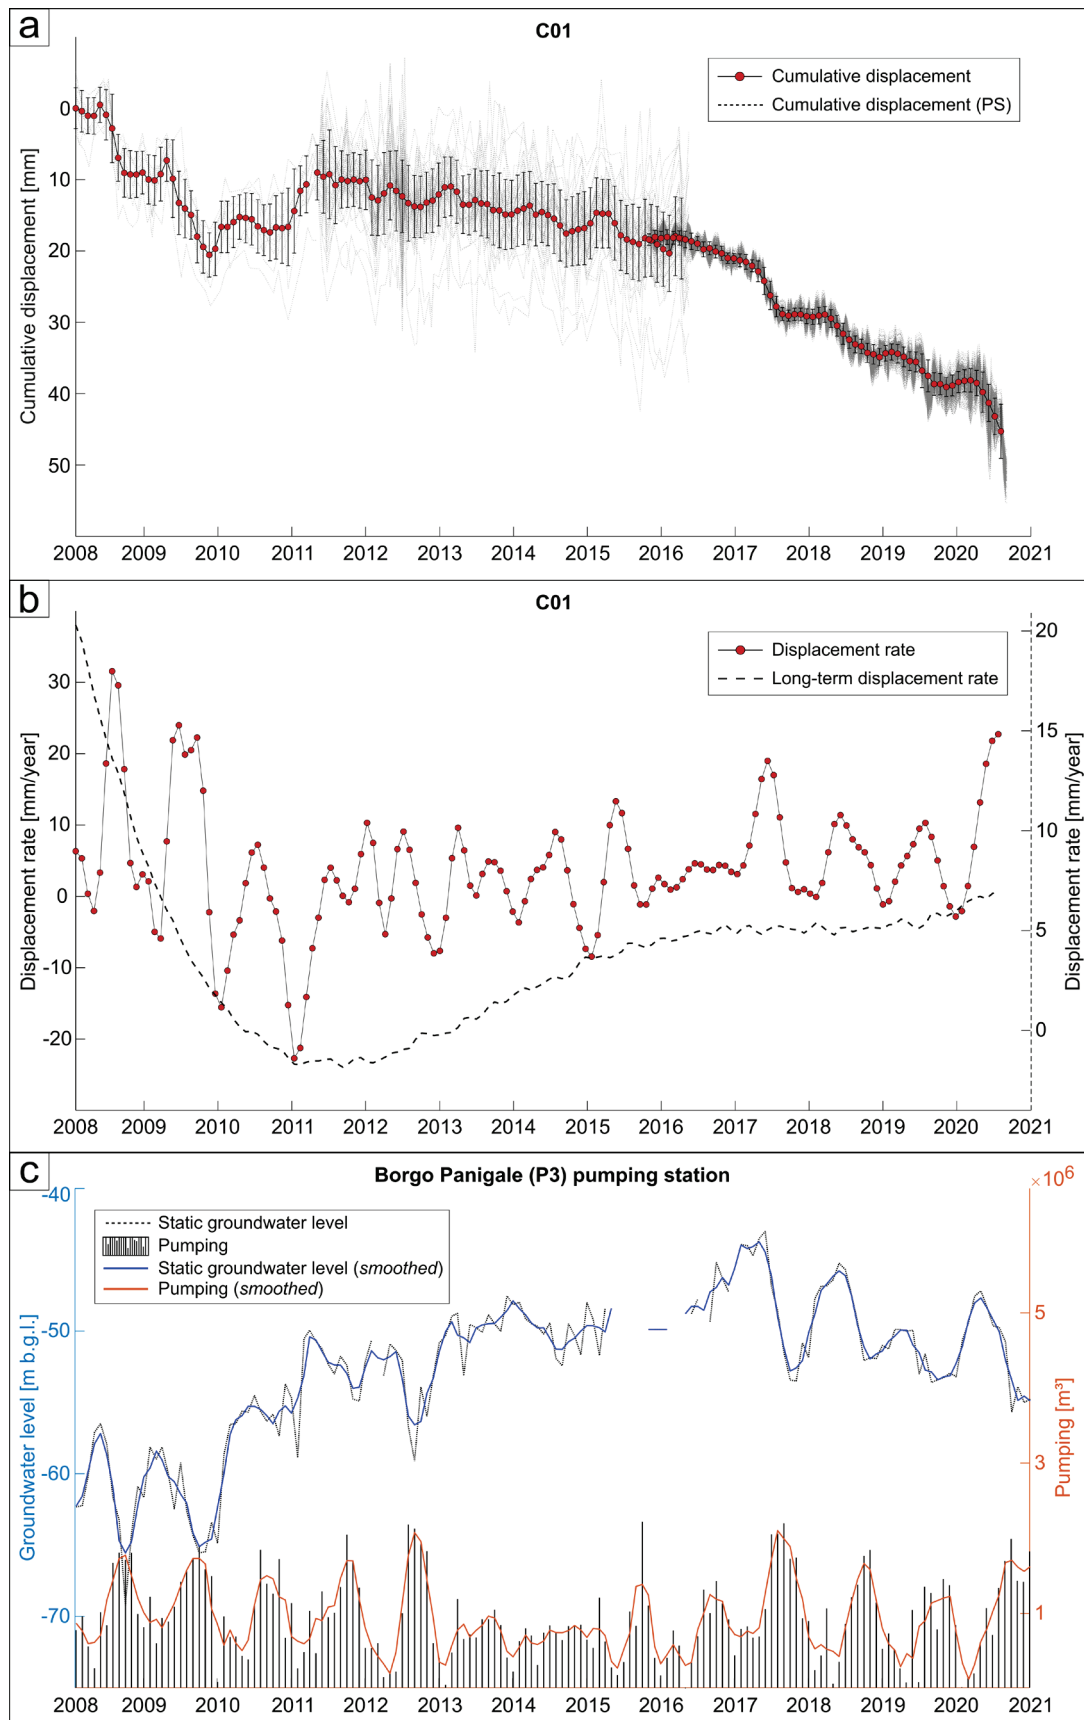 a
C01
Cumulative displacement
Cumulative displacement (PS)
Cumulative displacement [mm]
0
10
20
30
40
50
2008 2009 2010 2011 2012 2013 2014 2015 2016 2017 2018 2019 2020 2021
b
C01
Displacement rate
Long-term displacement rate
Displacement rate [mm/year]
30
20
10
0
-10
-20
20
15
10
5
0
Displacement rate [mm/year]
2008 2009 2010 2011 2012 2013 2014 2015 2016 2017 2018 2019 2020 2021
c
Borgo Panigale (P3) pumping station
×10⁶
Static groundwater level
Pumping
Static groundwater level (smoothed)
Pumping (smoothed)
Groundwater level [m b.g.l.]
-40
-50
-60
-70
5
3
1
Pumping [m³]
2008 2009 2010 2011 2012 2013 2014 2015 2016 2017 2018 2019 2020 2021